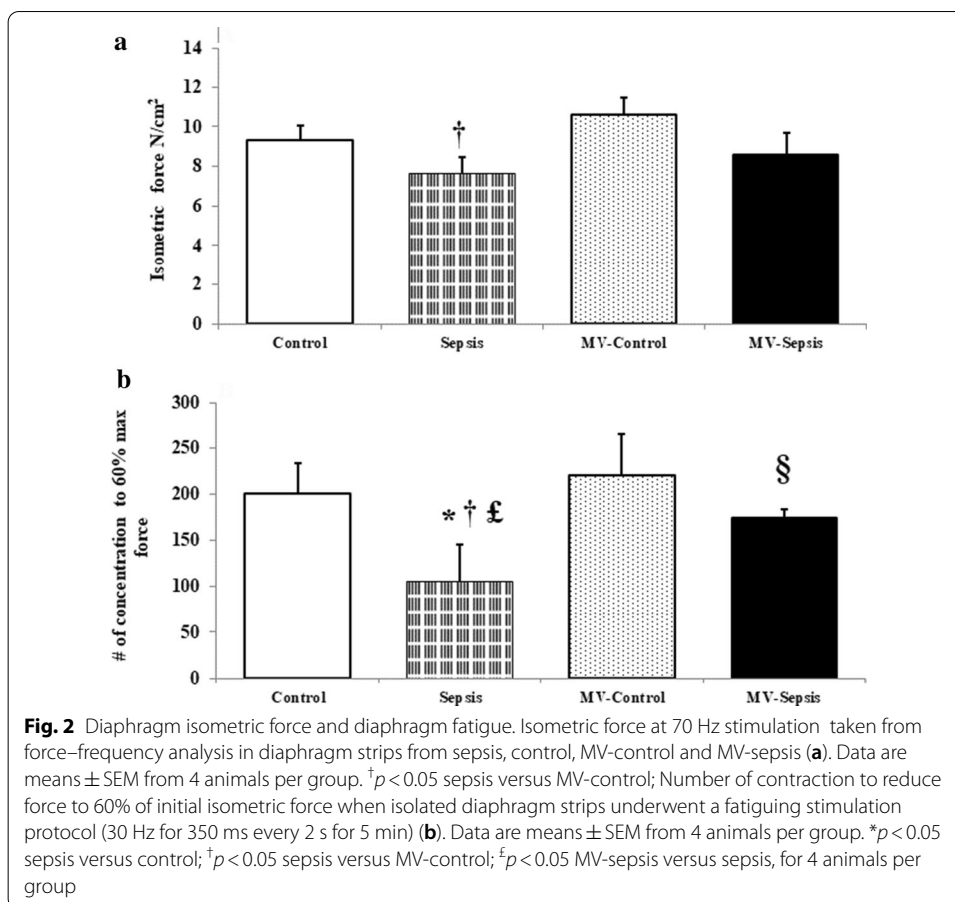 a
Isometric force N/cm²
14
12
10
8
6
4
2
0
†
Control
Sepsis
MV-Control
MV-Sepsis
b
# of concentration to 60% max
force
300
250
200
150
100
50
0
* † £
§
Control
Sepsis
MV-Control
MV-Sepsis
Fig. 2 Diaphragm isometric force and diaphragm fatigue. Isometric force at 70 Hz stimulation taken from
force–frequency analysis in diaphragm strips from sepsis, control, MV-control and MV-sepsis (a). Data are
means ± SEM from 4 animals per group. †p < 0.05 sepsis versus MV-control; Number of contraction to reduce
force to 60% of initial isometric force when isolated diaphragm strips underwent a fatiguing stimulation
protocol (30 Hz for 350 ms every 2 s for 5 min) (b). Data are means ± SEM from 4 animals per group. *p < 0.05
sepsis versus control; †p < 0.05 sepsis versus MV-control; £p < 0.05 MV-sepsis versus sepsis, for 4 animals per
group